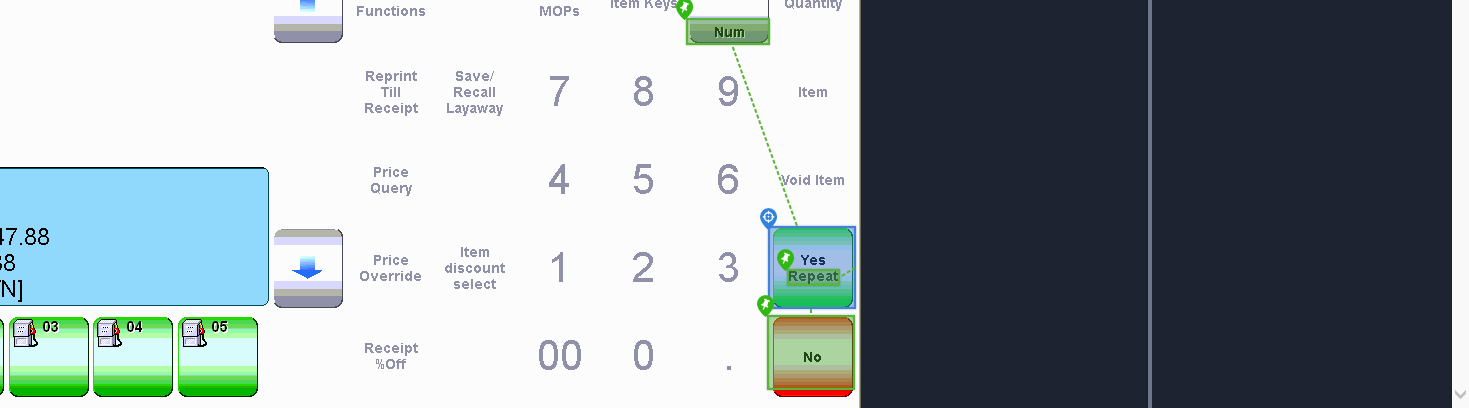 Functions
MOPs
Item Keys
Quantity
Num
Reprint
Till
Receipt
Save/
Recall
Layaway
7
8
9
Item
Price
Query
4
5
6
Void Item
47.88
38
/N]
Price
Override
Item
discount
select
1
2
3
Yes
Repeat
03
04
05
Receipt
%Off
00
0
.
No